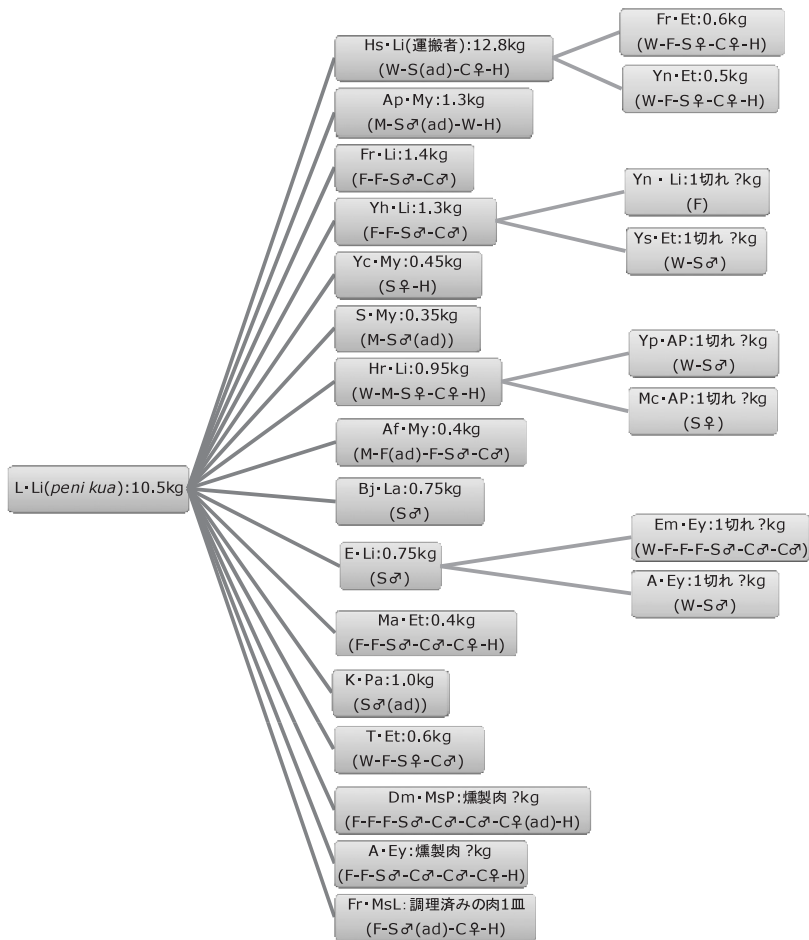 L・Li(peni kua):10.5kg
Hs・Li(運搬者):12.8kg
(W-S(ad)-C♀-H)
Fr・Et:0.6kg
(W-F-S♀-C♀-H)
Yn・Et:0.5kg
(W-F-S♀-C♀-H)
Ap・My:1.3kg
(M-S♂(ad)-W-H)
Fr・Li:1.4kg
(F-F-S♂-C♂)
Yh・Li:1.3kg
(F-F-S♂-C♂)
Yn・Li:1切れ ?kg
(F)
Ys・Et:1切れ ?kg
(W-S♂)
Yc・My:0.45kg
(S♀-H)
S・My:0.35kg
(M-S♂(ad))
Hr・Li:0.95kg
(W-M-S♀-C♀-H)
Yp・AP:1切れ ?kg
(W-S♂)
Mc・AP:1切れ ?kg
(S♀)
Af・My:0.4kg
(M-F(ad)-F-S♂-C♂)
Bj・La:0.75kg
(S♂)
E・Li:0.75kg
(S♂)
Em・Ey:1切れ ?kg
(W-F-F-F-S♂-C♂-C♂)
A・Ey:1切れ ?kg
(W-S♂)
Ma・Et:0.4kg
(F-F-S♂-C♂-C♀-H)
K・Pa:1.0kg
(S♂(ad))
T・Et:0.6kg
(W-F-S♀-C♂)
Dm・MsP:燻製肉 ?kg
(F-F-F-S♂-C♂-C♂-C♀(ad)-H)
A・Ey:燻製肉 ?kg
(F-F-S♂-C♂-C♂-C♀-H)
Fr・MsL:調理済みの肉1皿
(F-S♂(ad)-C♀-H)